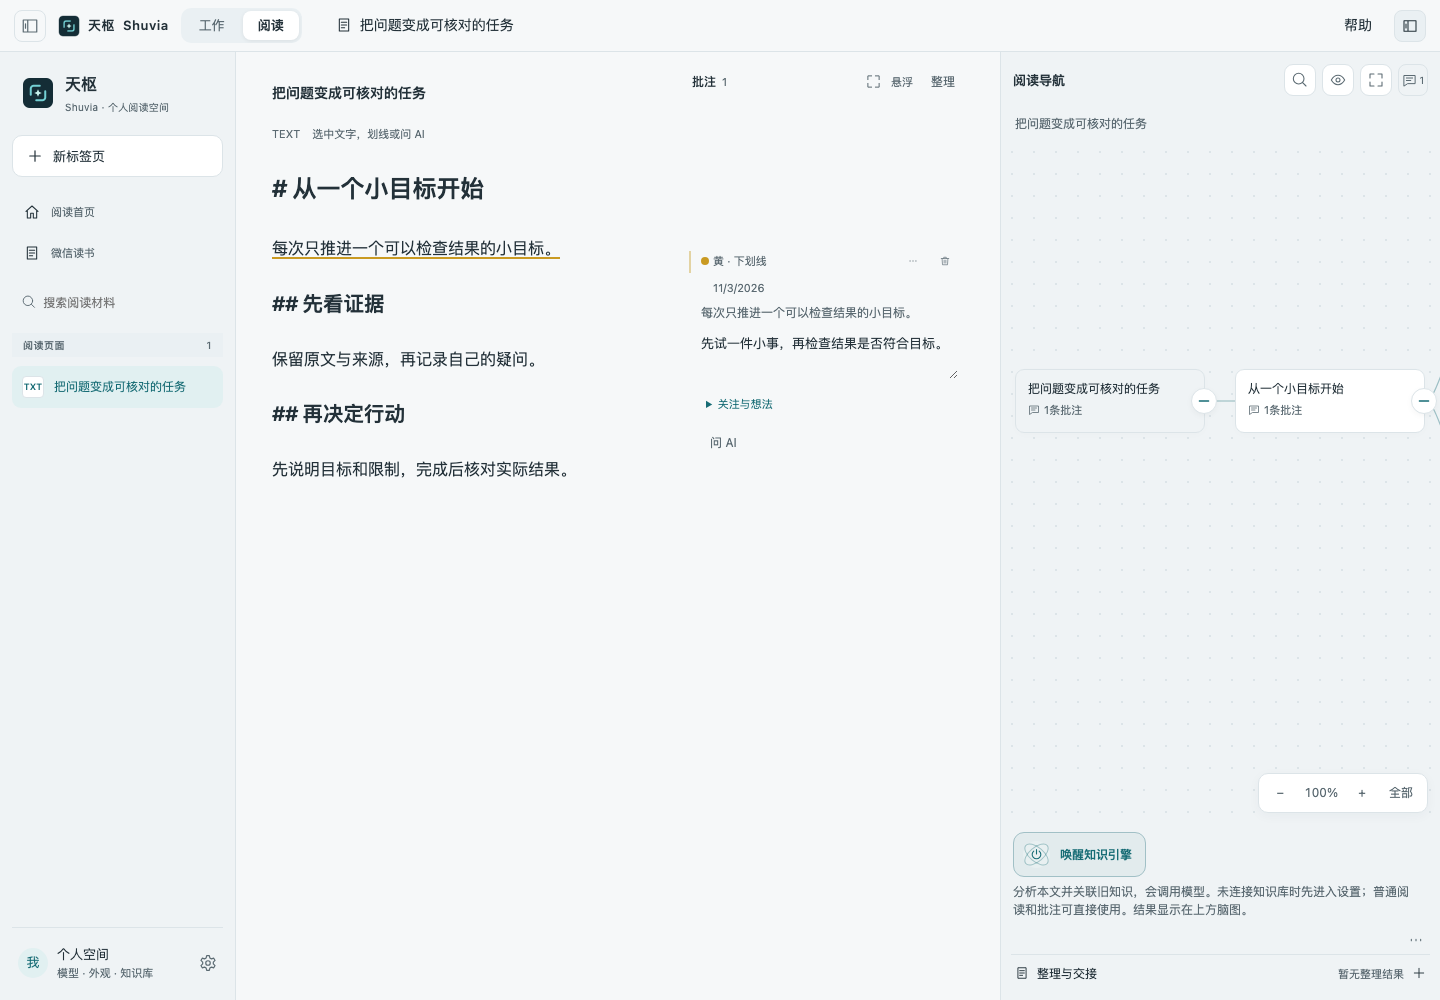 天枢 Shuvia
工作
阅读
把问题变成可核对的任务
帮助
天枢
Shuvia · 个人阅读空间
新标签页
阅读首页
微信读书
搜索阅读材料
阅读页面 1
TXT 把问题变成可核对的任务
我
个人空间
模型 · 外观 · 知识库
把问题变成可核对的任务
TEXT 选中文字，划线或问 AI
# 从一个小目标开始
每次只推进一个可以检查结果的小目标。
## 先看证据
保留原文与来源，再记录自己的疑问。
## 再决定行动
先说明目标和限制，完成后核对实际结果。
批注 1
悬浮
整理
黄 · 下划线
11/3/2026
每次只推进一个可以检查结果的小目标。
先试一件小事，再检查结果是否符合目标。
关注与想法
问 AI
阅读导航
1
把问题变成可核对的任务
把问题变成可核对的任务
1条批注
从一个小目标开始
1条批注
− 100% + 全部
唤醒知识引擎
分析本文并关联旧知识，会调用模型。未连接知识库时先进入设置；普通阅
读和批注可直接使用。结果显示在上方脑图。
整理与交接
暂无整理结果